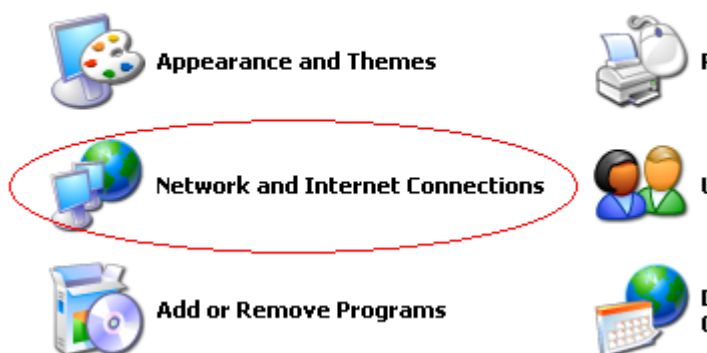 Appearance and Themes
Network and Internet Connections
Add or Remove Programs